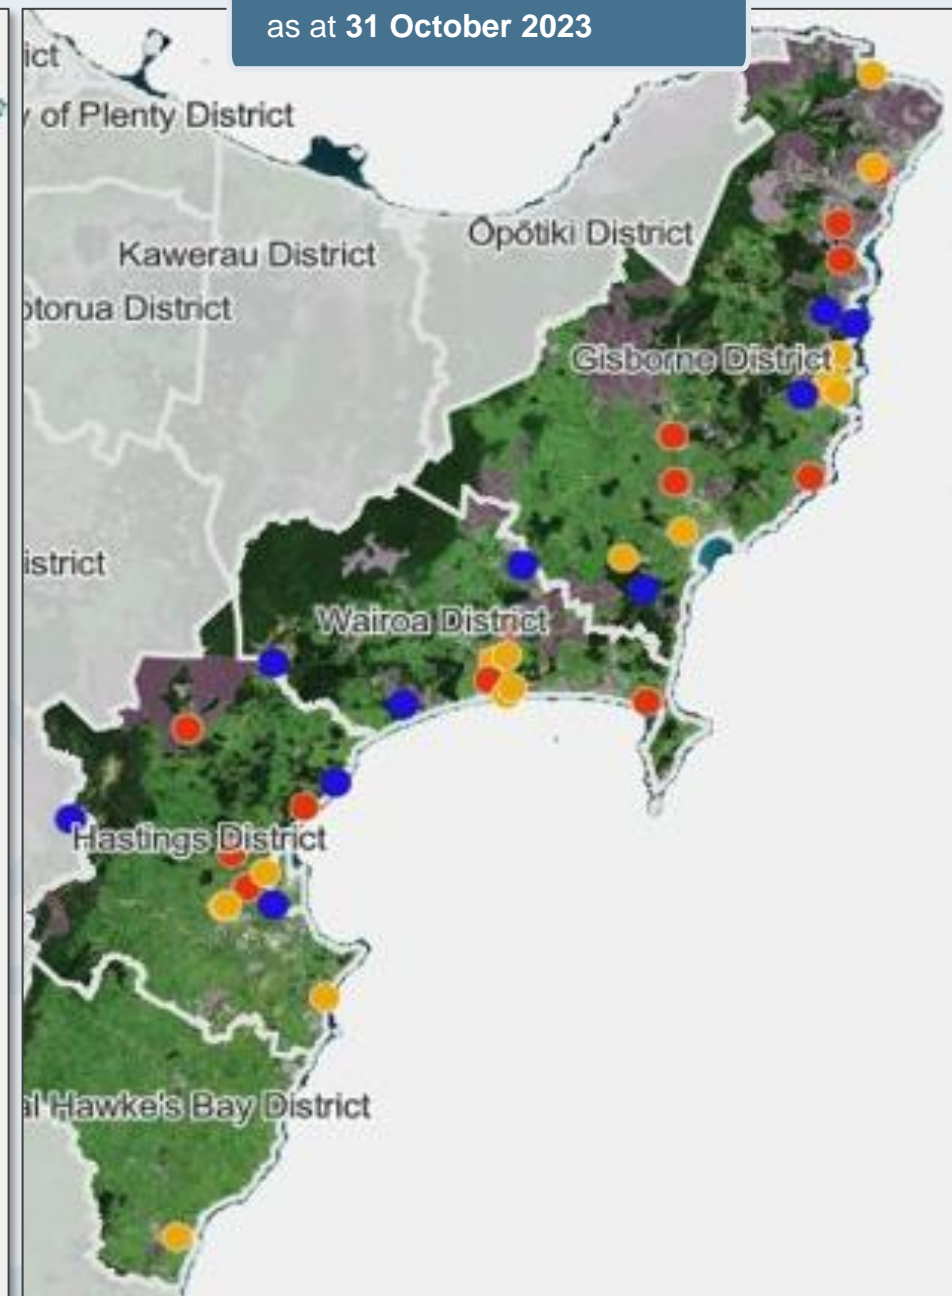 as at 31 October 2023
ict
y of Plenty District
Ōpōtiki District
Kawerau District
otorua District
Gisborne District
istrict
Wairoa District
Hastings District
al Hawke's Bay District